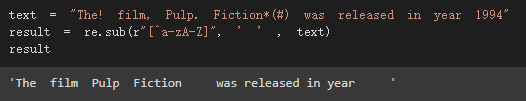 text = "The! film, Pulp. Fiction*(#) was released in year 1994"
result = re.sub(r"[^a-zA-Z]", ' ' , text)
result
'The  film  Pulp  Fiction     was released in year     '